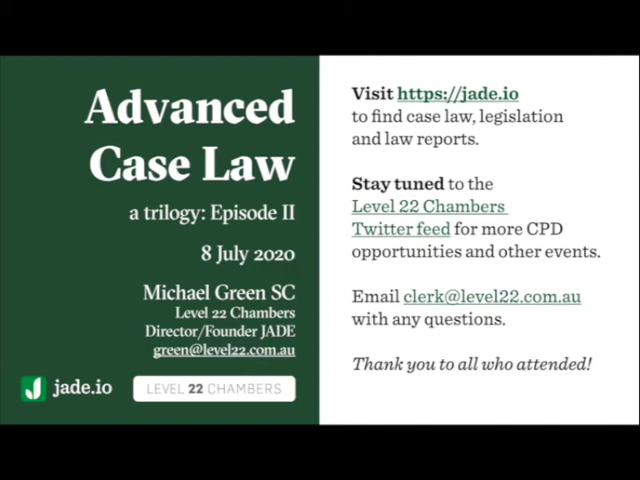 Advanced
Case Law
a trilogy: Episode II
8 July 2020
Michael Green SC
Level 22 Chambers
Director/Founder JADE
green@level22.com.au
jade.io
LEVEL 22 CHAMBERS
Visit https://jade.io
to find case law, legislation
and law reports.
Stay tuned to the
Level 22 Chambers
Twitter feed for more CPD
opportunities and other events.
Email clerk@level22.com.au
with any questions.
Thank you to all who attended!